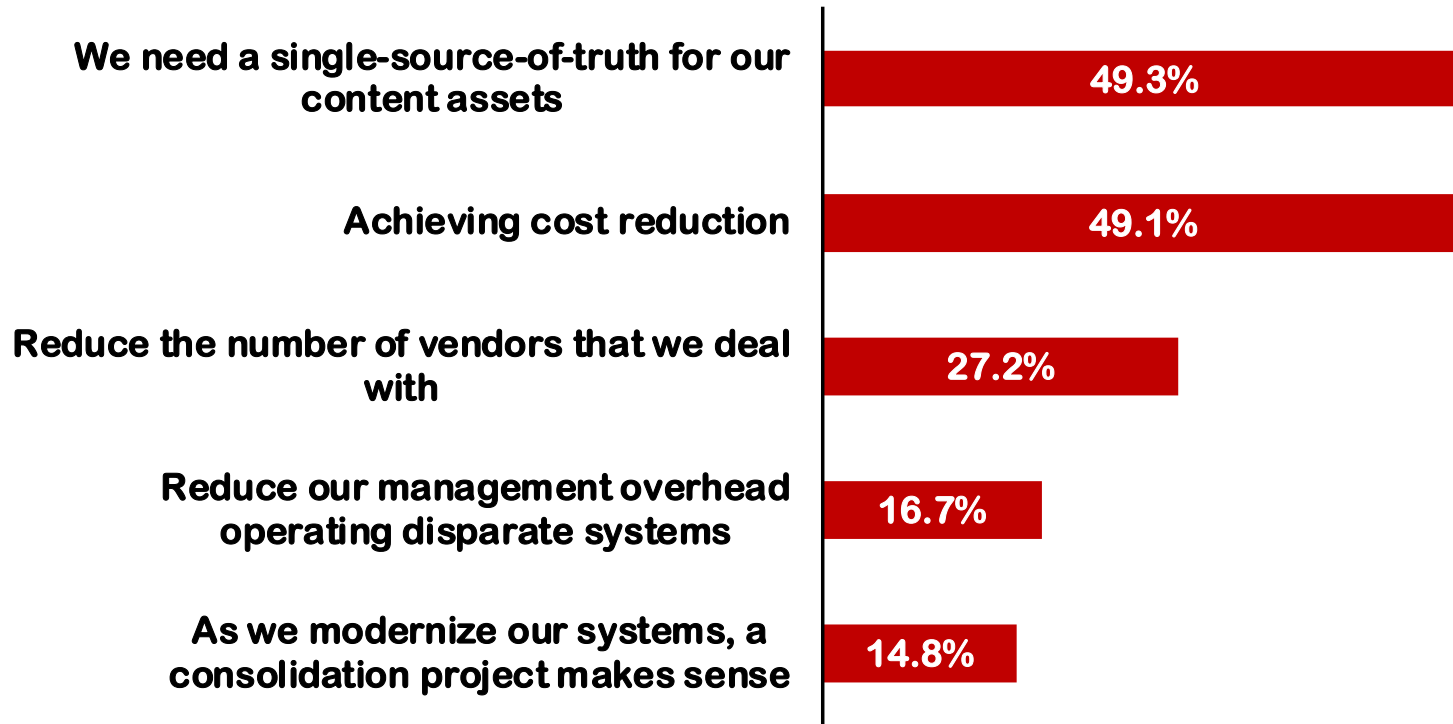 We need a single-source-of-truth for our
content assets
49.3%
Achieving cost reduction
49.1%
Reduce the number of vendors that we deal
with
27.2%
Reduce our management overhead
operating disparate systems
16.7%
As we modernize our systems, a
consolidation project makes sense
14.8%